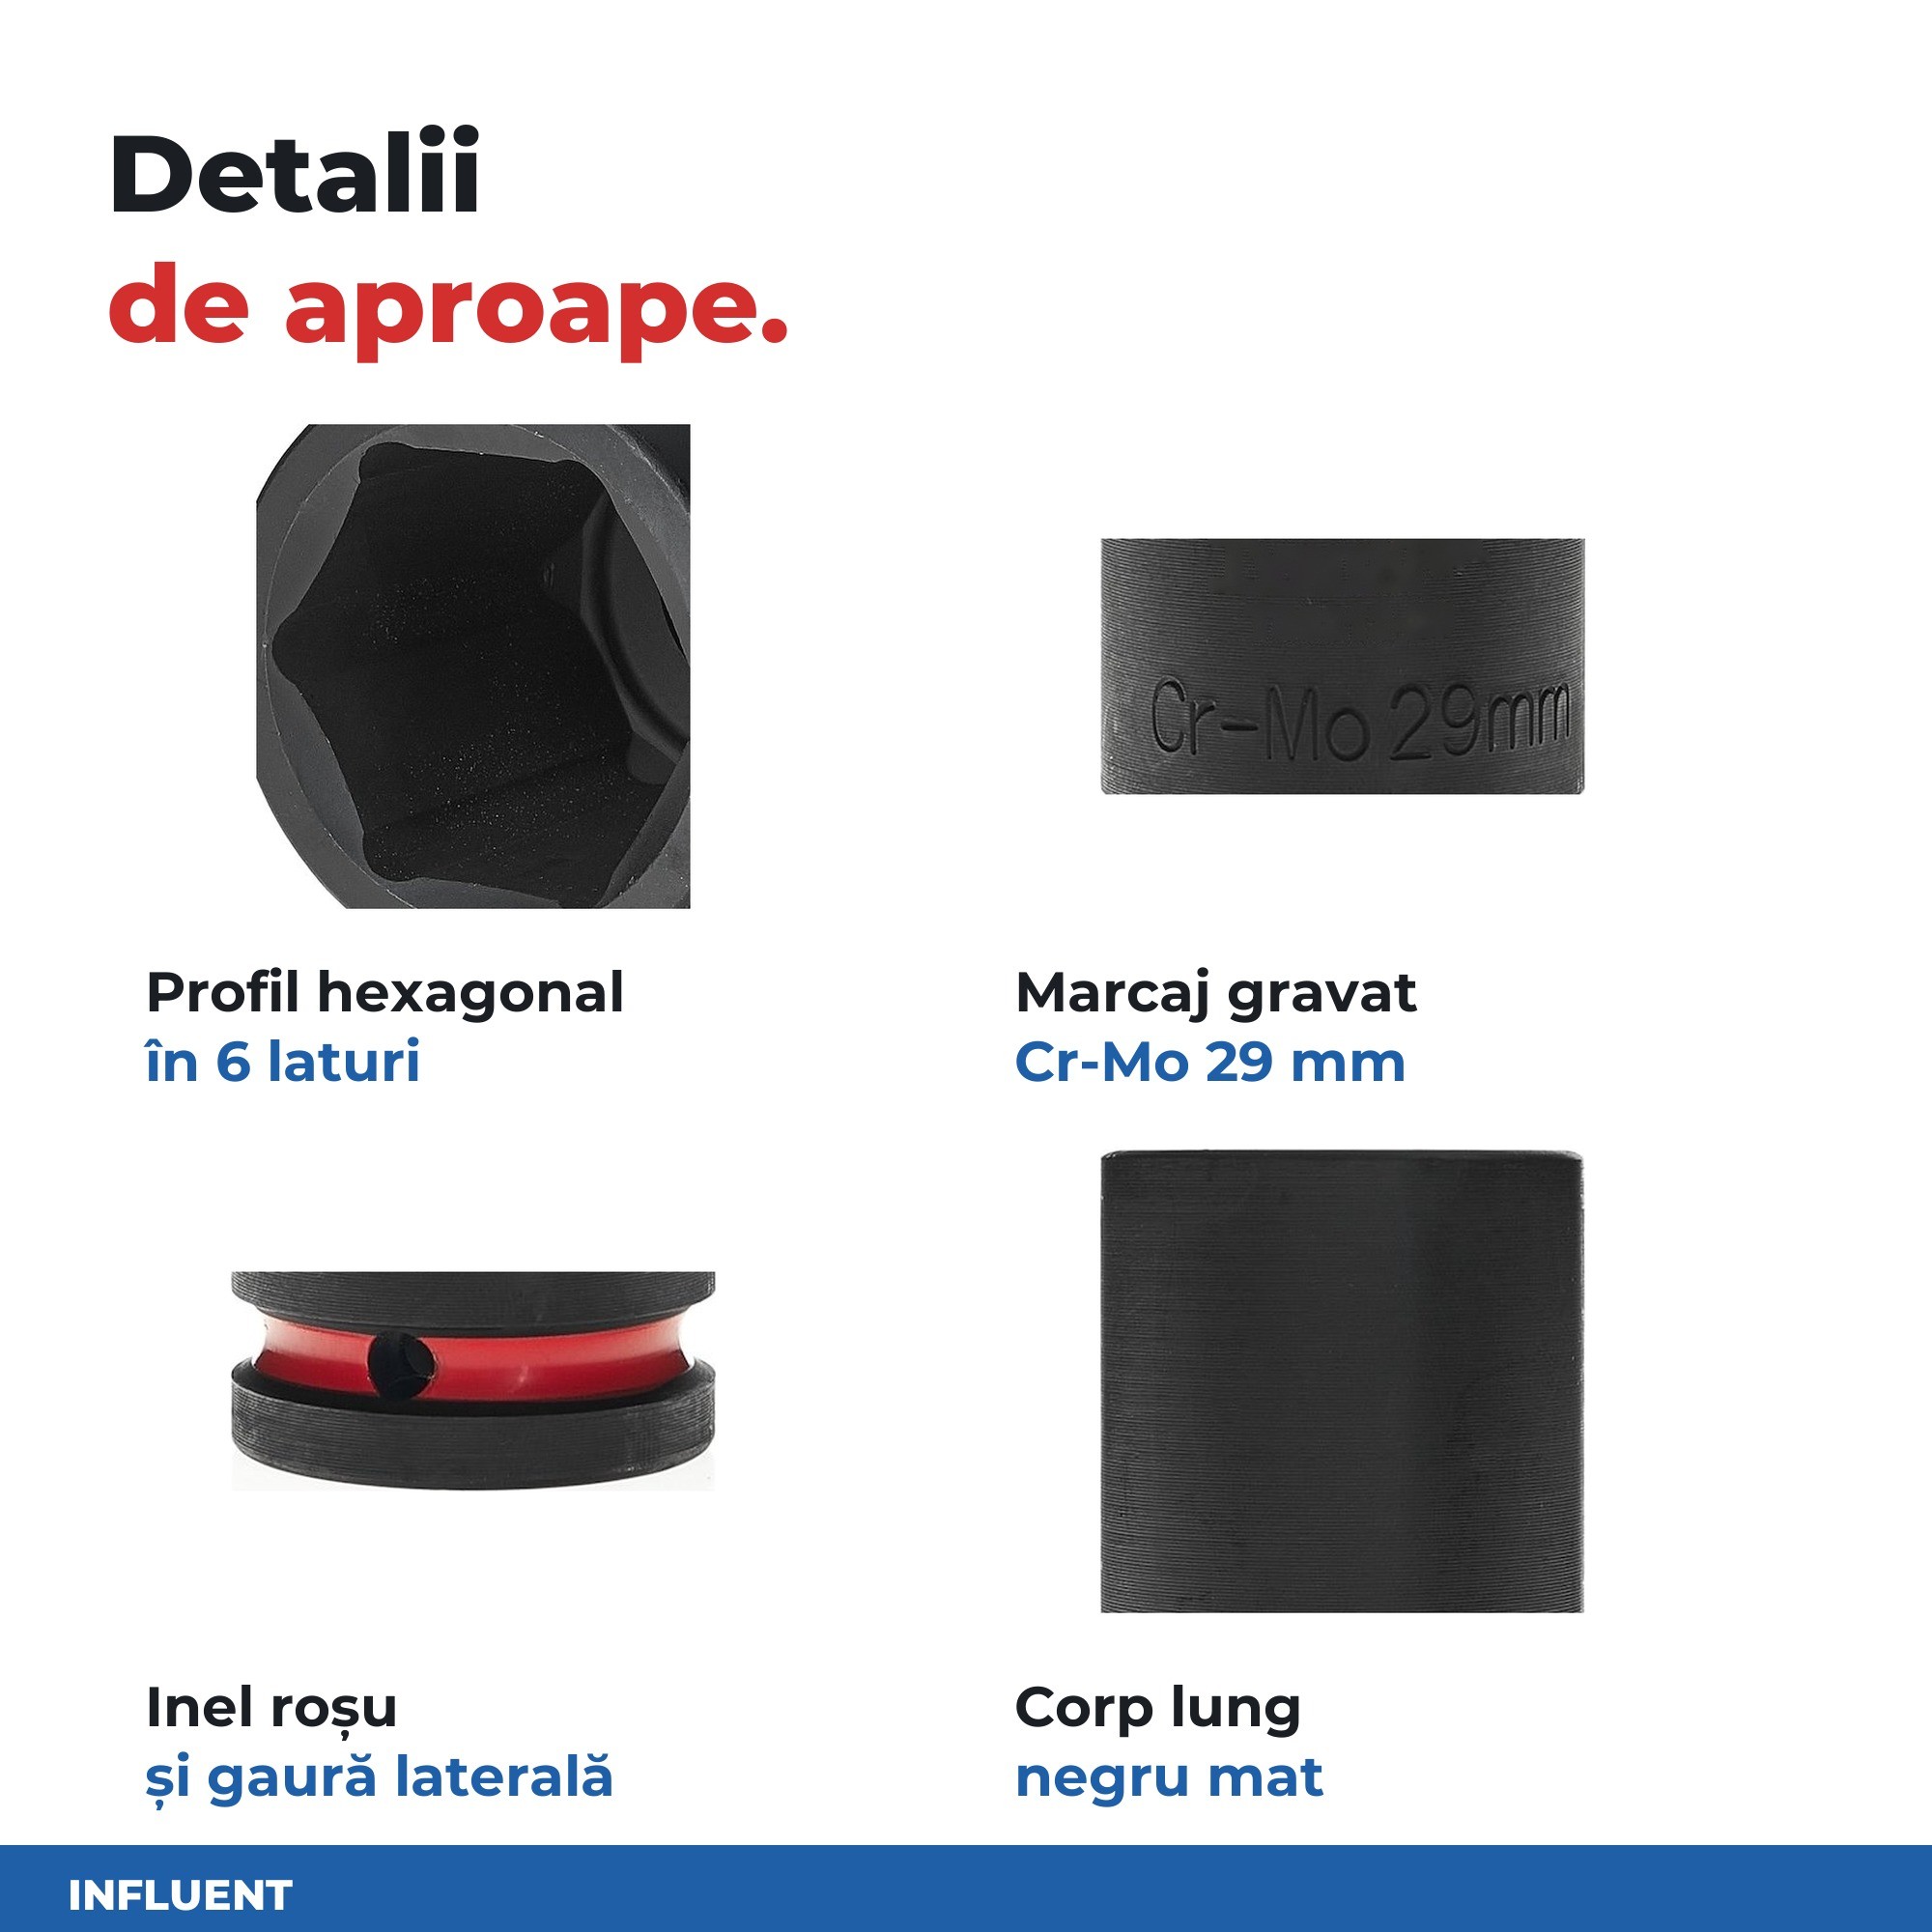 Detalii
de aproape.
Cr-Mo 29mm
Profil hexagonal
în 6 laturi
Marcaj gravat
Cr-Mo 29 mm
Inel roșu
și gaură laterală
Corp lung
negru mat
INFLUENT